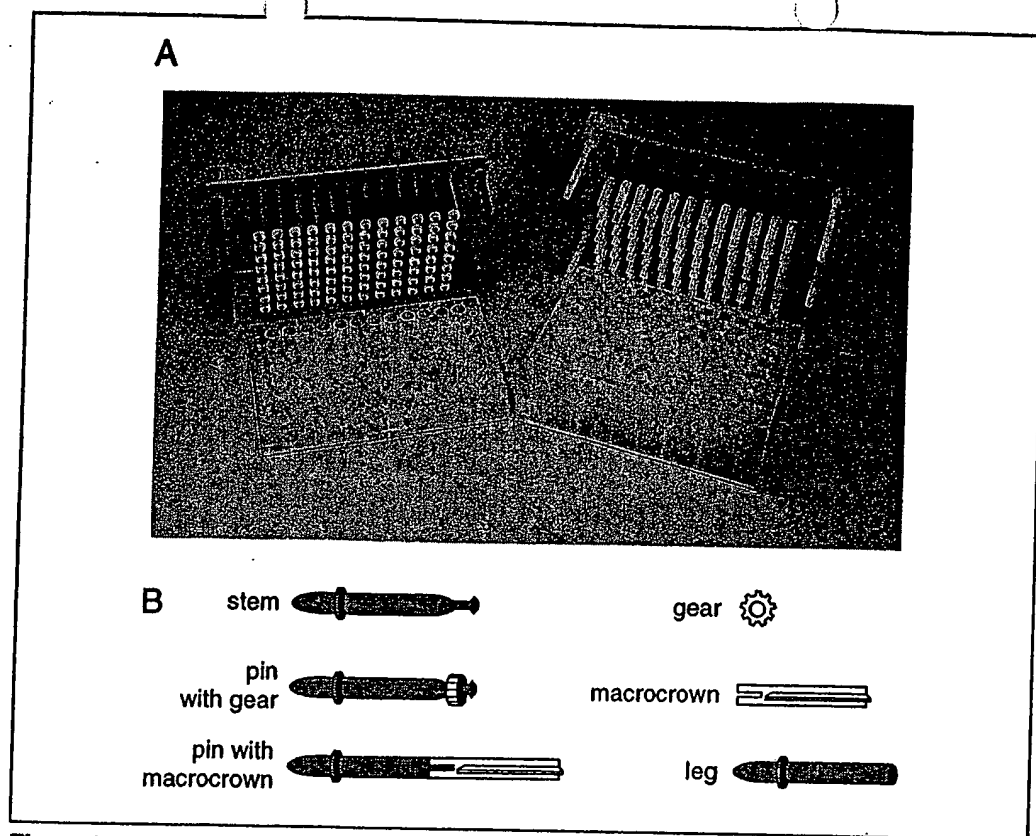 A
B
stem
gear
pin
with gear
macrocrown
pin with
macrocrown
leg